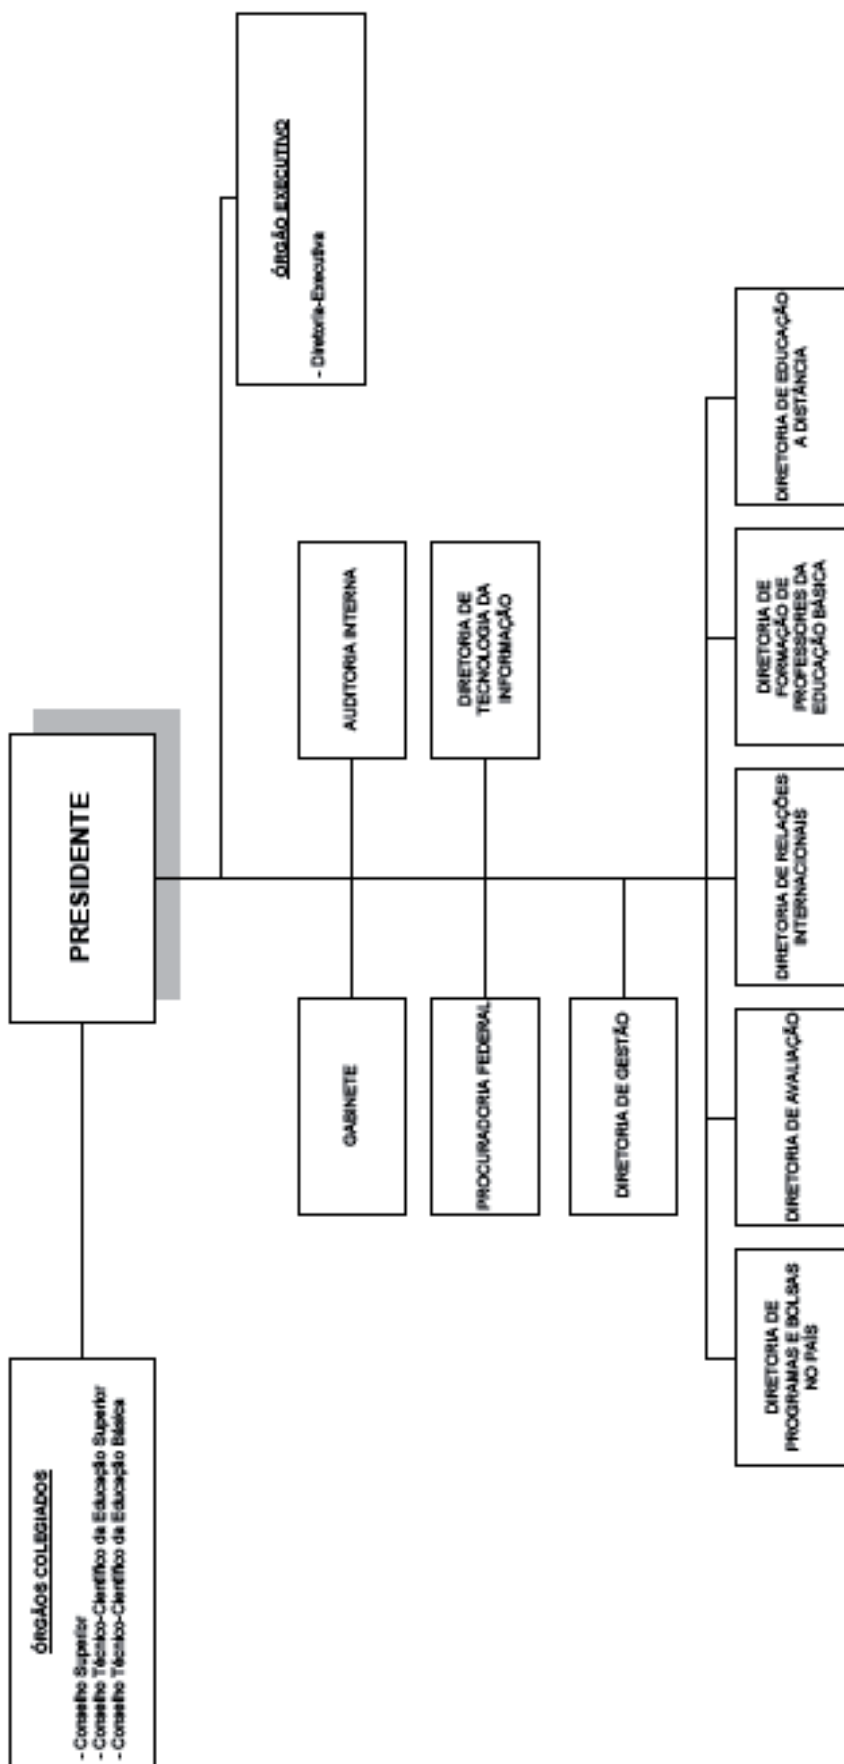 ÓRGÃOS COLEGIADOS
- Conselho Superior
- Conselho Técnico-Científico da Educação Superior
- Conselho Técnico-Científico da Educação Básica
PRESIDENTE
ÓRGÃO EXECUTIVO
- Diretoria-Executiva
GABINETE
AUDITORIA INTERNA
PROCURADORIA FEDERAL
DIRETORIA DE
TECNOLOGIA DA
INFORMAÇÃO
DIRETORIA DE GESTÃO
DIRETORIA DE
PROGRAMAS E BOLSAS
NO PAÍS
DIRETORIA DE AVALIAÇÃO
DIRETORIA DE RELAÇÕES
INTERNACIONAIS
DIRETORIA DE
FORMAÇÃO DE
PROFESSORES DA
EDUCAÇÃO BÁSICA
DIRETORIA DE EDUCAÇÃO
A DISTÂNCIA